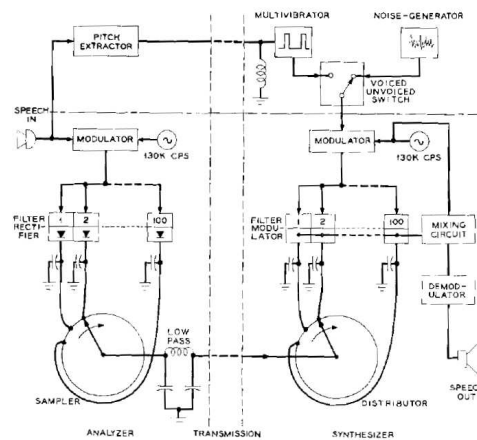 MULTIVIBRATOR
NOISE-GENERATOR
PITCH
EXTRACTOR
VOICED
UNVOICED
SWITCH
SPEECH
IN
MODULATOR
130K CPS
MODULATOR
130K CPS
FILTER
RECTI-
FIER
1
2
100
FILTER
MODU-
LATOR
1
2
100
MIXING
CIRCUIT
DEMOD-
ULATOR
LOW
PASS
SAMPLER
DISTRIBUTOR
SPEECH
OUT
ANALYZER
TRANSMISSION
SYNTHESIZER